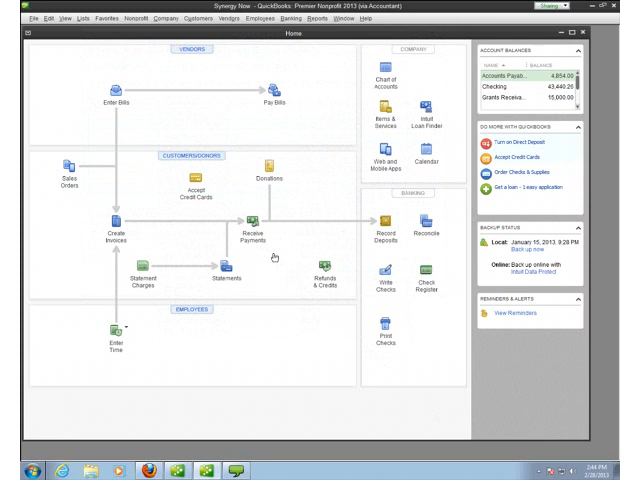 Synergy Now - QuickBooks: Premier Nonprofit 2013 (via Accountant)
Sharing
File Edit View Lists Favorites Nonprofit Company Customers Vendors Employees Banking Reports Window Help
Home
VENDORS
Enter Bills
Pay Bills
CUSTOMERS/DONORS
Sales
Orders
Accept
Credit Cards
Donations
Create
Invoices
Receive
Payments
Statement
Charges
Statements
Refunds
& Credits
EMPLOYEES
Enter
Time
COMPANY
Chart of
Accounts
Items &
Services
Intuit
Loan Finder
Web and
Mobile Apps
Calendar
BANKING
Record
Deposits
Reconcile
Write
Checks
Check
Register
Print
Checks
ACCOUNT BALANCES
NAME BALANCE
Accounts Payab... 4,854.00
Checking 43,440.26
Grants Receiva... 15,000.00
DO MORE WITH QUICKBOOKS
Turn on Direct Deposit
Accept Credit Cards
Order Checks & Supplies
Get a loan - 1 easy application
BACKUP STATUS
Local: January 15, 2013, 9:28 PM
Back up now
Online: Back up online with
Intuit Data Protect
REMINDERS & ALERTS
View Reminders
2:44 PM
2/28/2013